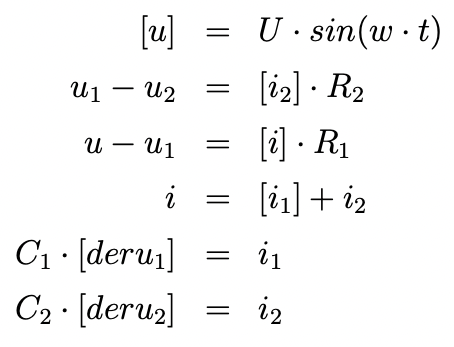 [u] = U · sin(w · t)
u₁ − u₂ = [i₂] · R₂
u − u₁ = [i] · R₁
i = [i₁] + i₂
C₁ · [deru₁] = i₁
C₂ · [deru₂] = i₂